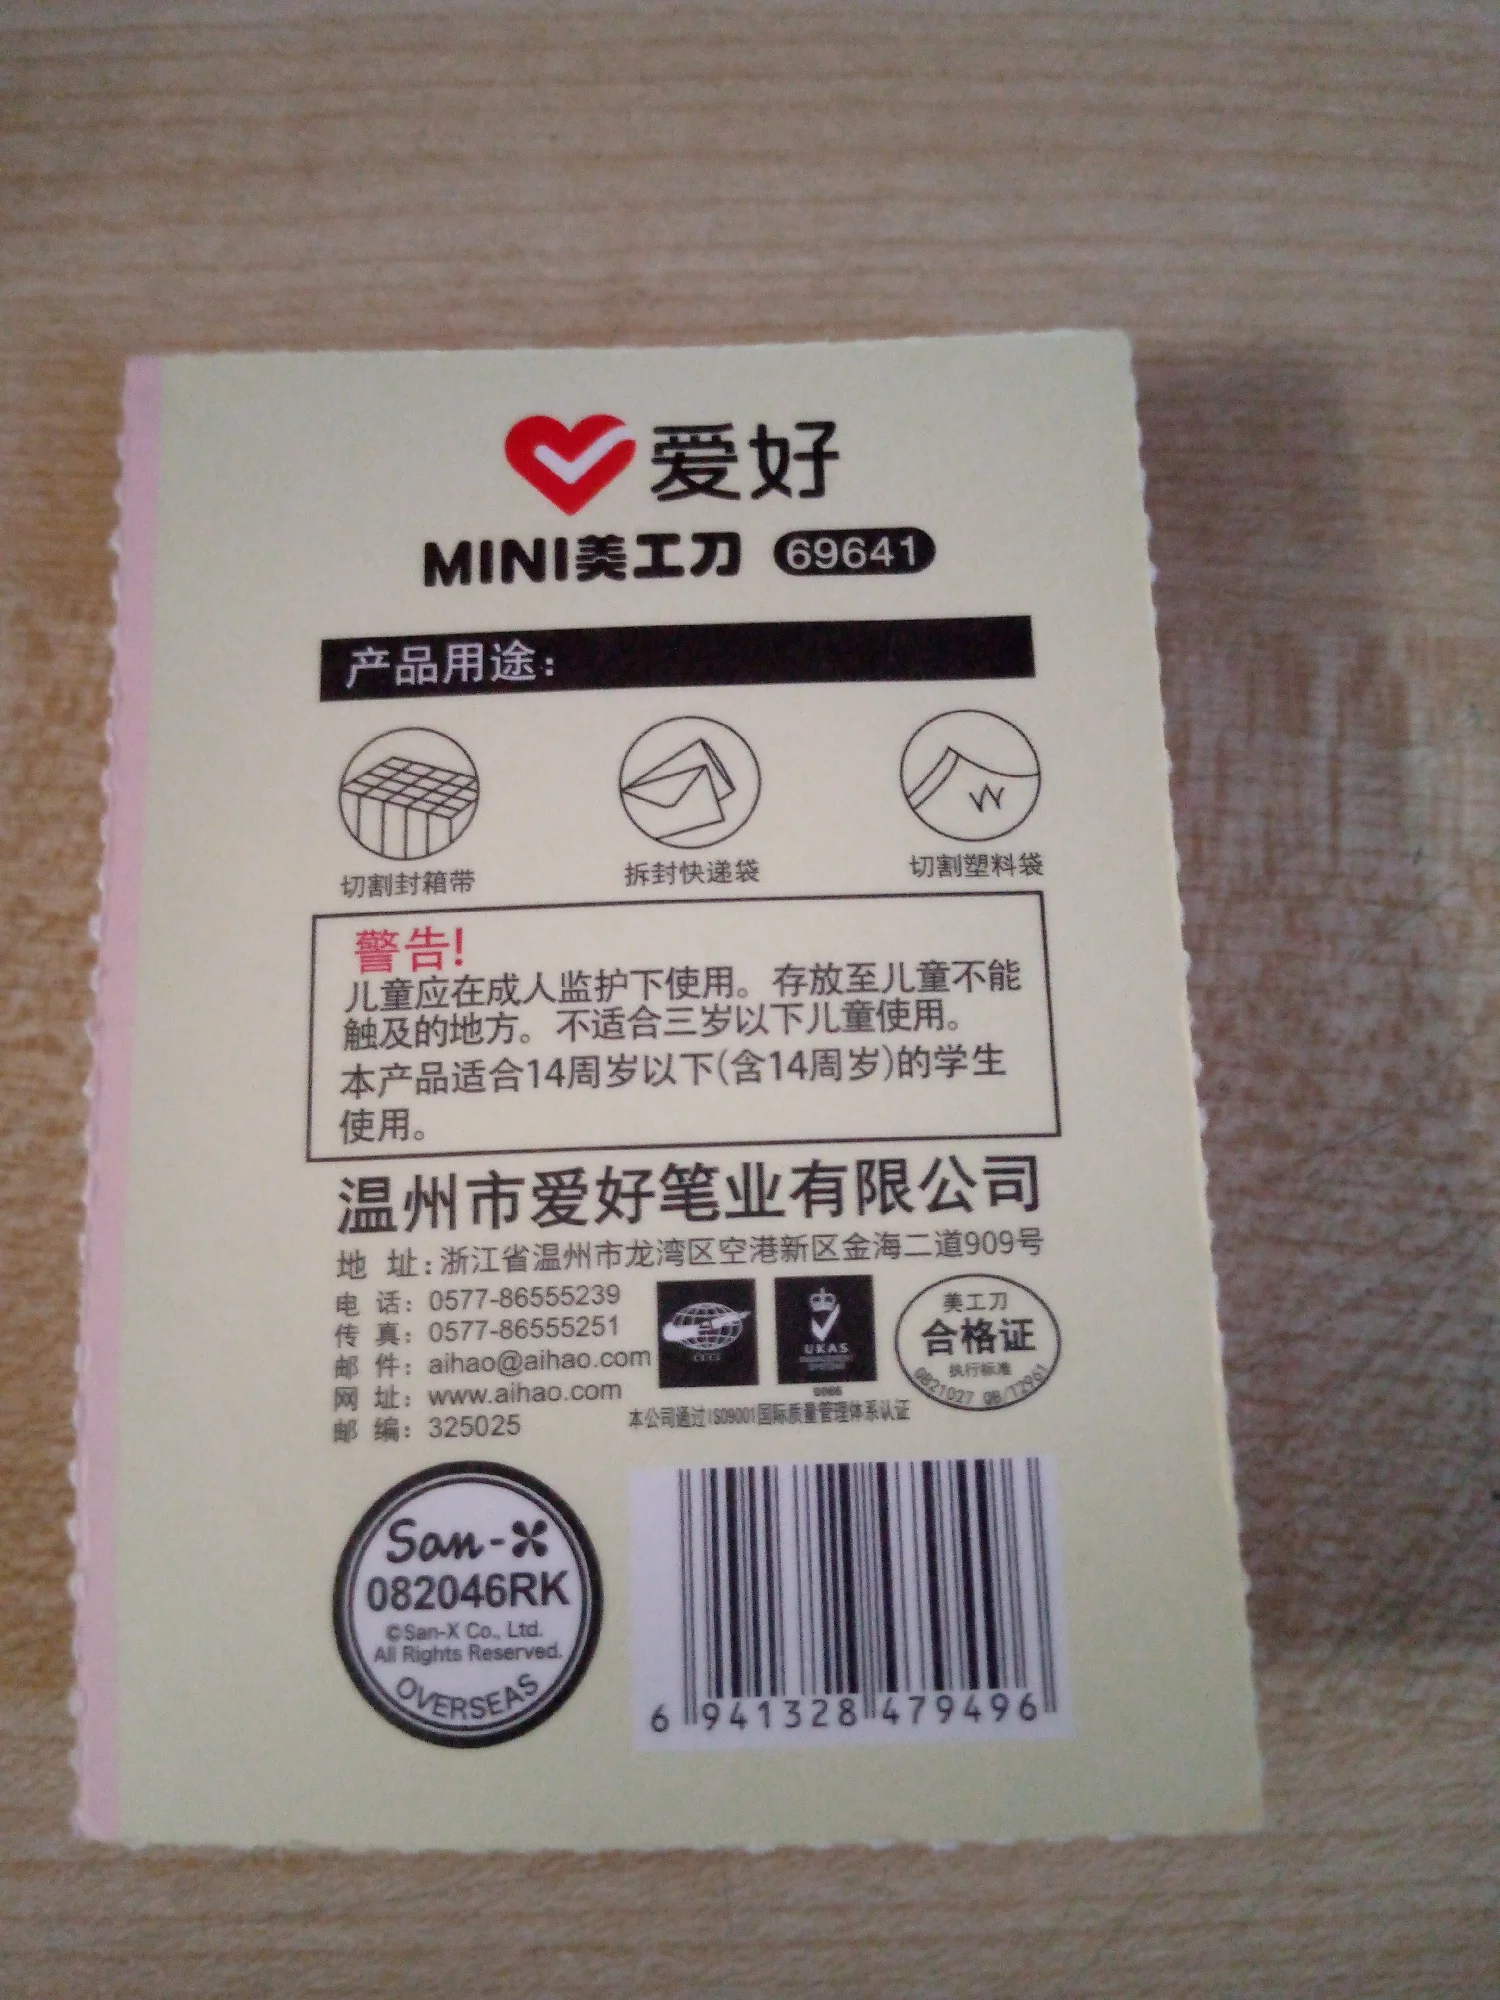 爱好
MINI美工刀 69641
产品用途：
切割封箱带 拆封快递袋 切割塑料袋
警告!
儿童应在成人监护下使用。存放至儿童不能
触及的地方。不适合三岁以下儿童使用。
本产品适合14周岁以下(含14周岁)的学生
使用。
温州市爱好笔业有限公司
地 址：浙江省温州市龙湾区空港新区金海二道909号
电 话：0577-86555239
传 真：0577-86555251
邮 件：aihao@aihao.com
网 址：www.aihao.com
邮 编：325025
UKAS
本公司通过ISO9001国际质量管理体系认证
美工刀
合格证
执行标准
GB21027 QB/T2961
San-X
082046RK
©San-X Co., Ltd.
All Rights Reserved.
OVERSEAS
6 941328 479496